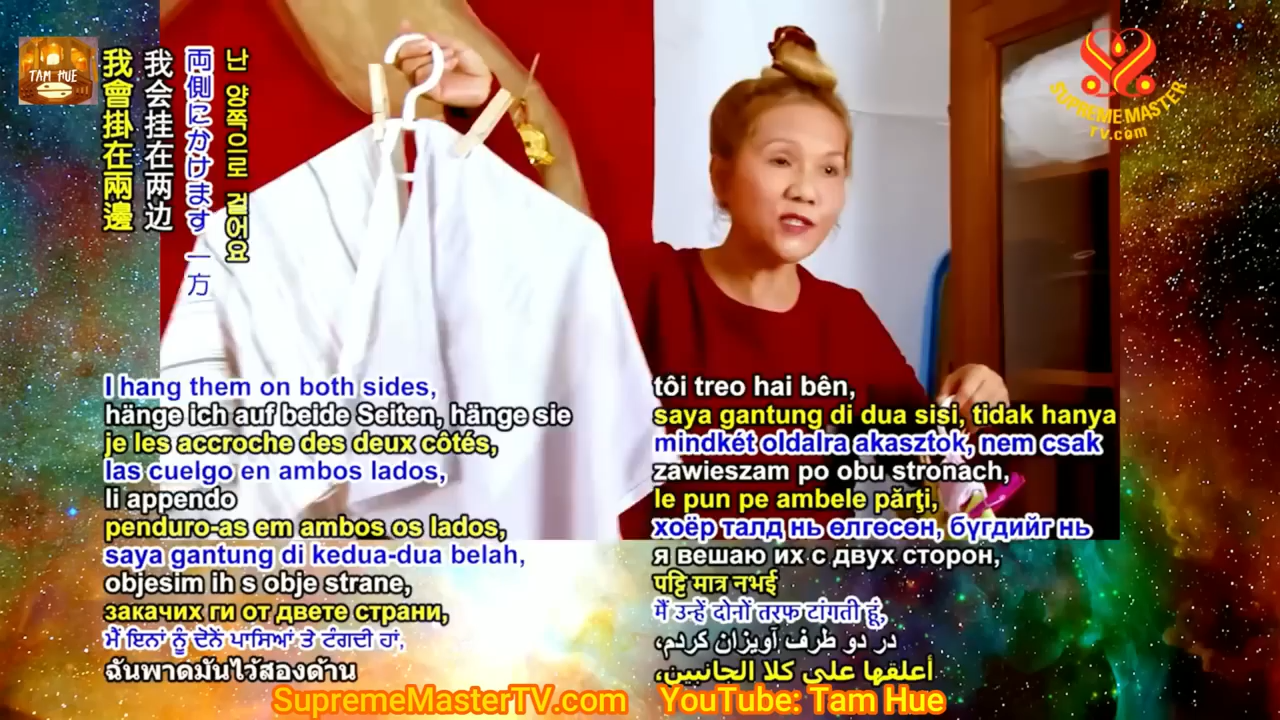 TAM HUE
我會掛在兩邊
我会挂在两边
両側にかけます 一方
난 양쪽으로 걸어요
SUPREME MASTER
TV.com
I hang them on both sides,
hänge ich auf beide Seiten, hänge sie
je les accroche des deux côtés,
las cuelgo en ambos lados,
li appendo
penduro-as em ambos os lados,
saya gantung di kedua-dua belah,
objesim ih s obje strane,
закачих ги от двете страни,
ਮੈਂ ਇਨਾਂ ਨੂੰ ਦੋਨੋਂ ਪਾਸਿਆਂ ਤੇ ਟੰਗਦੀ ਹਾਂ,
ฉันพาดมันไว้สองด้าน
tôi treo hai bên,
saya gantung di dua sisi, tidak hanya
mindkét oldalra akasztok, nem csak
zawieszam po obu stronach,
le pun pe ambele părţi,
хоёр талд нь өлгөсөн, бүгдийг нь
я вешаю их с двух сторон,
पट्टि मात्र नभई
मैं उन्हें दोनों तरफ टांगती हूं,
در دو طرف آویزان کردم،
أعلقها على كلا الجانبين،
SupremeMasterTV.com YouTube: Tam Hue